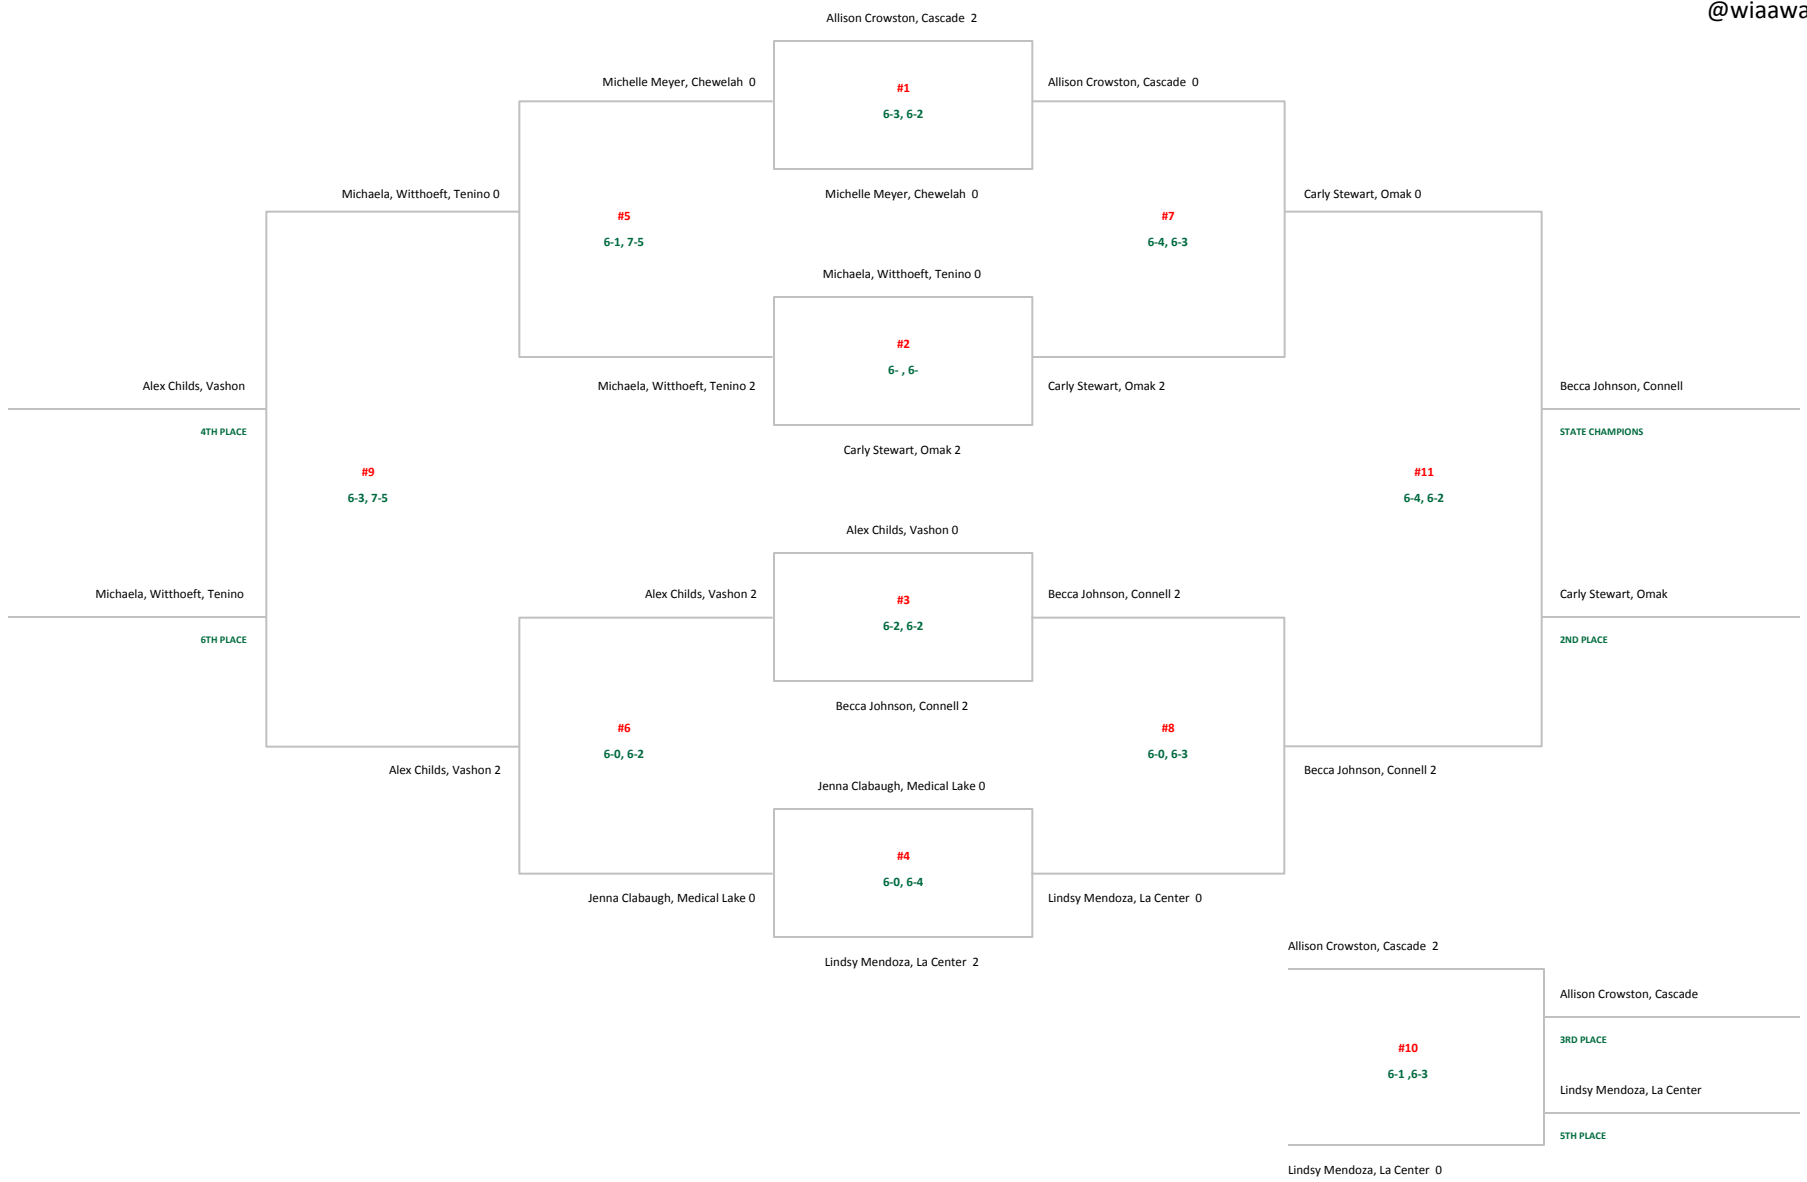 @wiaawa
Allison Crowston, Cascade 2
Michelle Meyer, Chewelah 0
Allison Crowston, Cascade 0
#1
6-3, 6-2
Michaela, Witthoeft, Tenino 0
Michelle Meyer, Chewelah 0
Carly Stewart, Omak 0
#5
6-1, 7-5
#7
6-4, 6-3
Michaela, Witthoeft, Tenino 0
#2
6- , 6-
Alex Childs, Vashon
Michaela, Witthoeft, Tenino 2
Carly Stewart, Omak 2
Becca Johnson, Connell
4TH PLACE
STATE CHAMPIONS
Carly Stewart, Omak 2
#9
6-3, 7-5
#11
6-4, 6-2
Alex Childs, Vashon 0
Michaela, Witthoeft, Tenino
Alex Childs, Vashon 2
#3
6-2, 6-2
Becca Johnson, Connell 2
Carly Stewart, Omak
6TH PLACE
2ND PLACE
Becca Johnson, Connell 2
#6
6-0, 6-2
#8
6-0, 6-3
Alex Childs, Vashon 2
Becca Johnson, Connell 2
Jenna Clabaugh, Medical Lake 0
#4
6-0, 6-4
Jenna Clabaugh, Medical Lake 0
Lindsy Mendoza, La Center 0
Lindsy Mendoza, La Center 2
Allison Crowston, Cascade 2
Allison Crowston, Cascade
3RD PLACE
#10
6-1 ,6-3
Lindsy Mendoza, La Center
5TH PLACE
Lindsy Mendoza, La Center 0